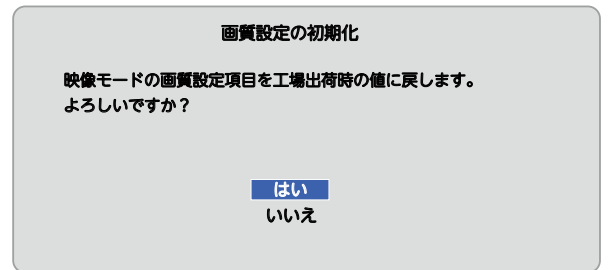 画質設定の初期化
映像モードの画質設定項目を工場出荷時の値に戻します。
よろしいですか？
はい
いいえ